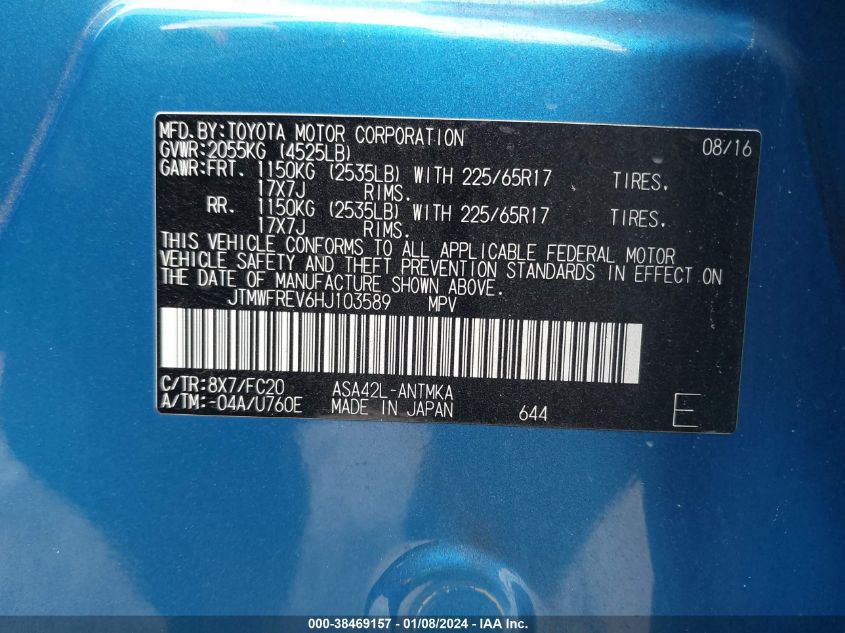 MFD.BY:TOYOTA MOTOR CORPORATION 08/16
GVWR:2055KG (4525LB)
GAWR:FRT. 1150KG (2535LB) WITH 225/65R17 TIRES.
17X7J RIMS.
RR. 1150KG (2535LB) WITH 225/65R17 TIRES.
17X7J RIMS.
THIS VEHICLE CONFORMS TO ALL APPLICABLE FEDERAL MOTOR
VEHICLE SAFETY AND THEFT PREVENTION STANDARDS IN EFFECT ON
THE DATE OF MANUFACTURE SHOWN ABOVE.
JTMWFREV6HJ103589 MPV
C/TR:8X7/FC20 ASA42L-ANTMKA
A/TM:-04A/U760E MADE IN JAPAN 644 E
000-38469157 - 01/08/2024 - IAA Inc.